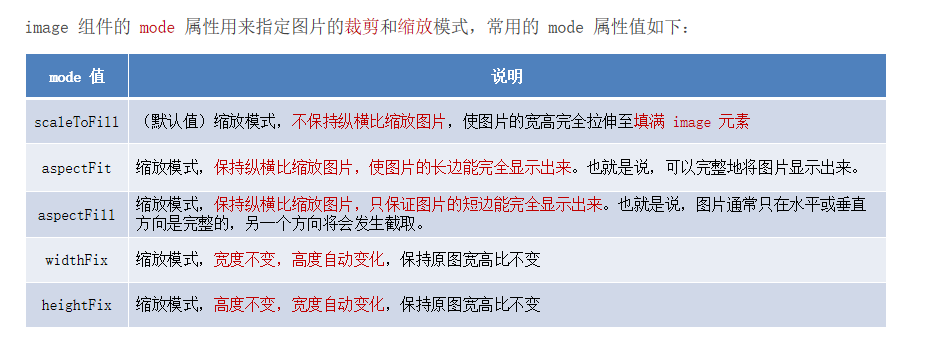 image 组件的 mode 属性用来指定图片的裁剪和缩放模式，常用的 mode 属性值如下：
mode 值 说明
scaleToFill （默认值）缩放模式，不保持纵横比缩放图片，使图片的宽高完全拉伸至填满 image 元素
aspectFit 缩放模式，保持纵横比缩放图片，使图片的长边能完全显示出来。也就是说，可以完整地将图片显示出来。
aspectFill 缩放模式，保持纵横比缩放图片，只保证图片的短边能完全显示出来。也就是说，图片通常只在水平或垂直
方向是完整的，另一个方向将会发生截取。
widthFix 缩放模式，宽度不变，高度自动变化，保持原图宽高比不变
heightFix 缩放模式，高度不变，宽度自动变化，保持原图宽高比不变